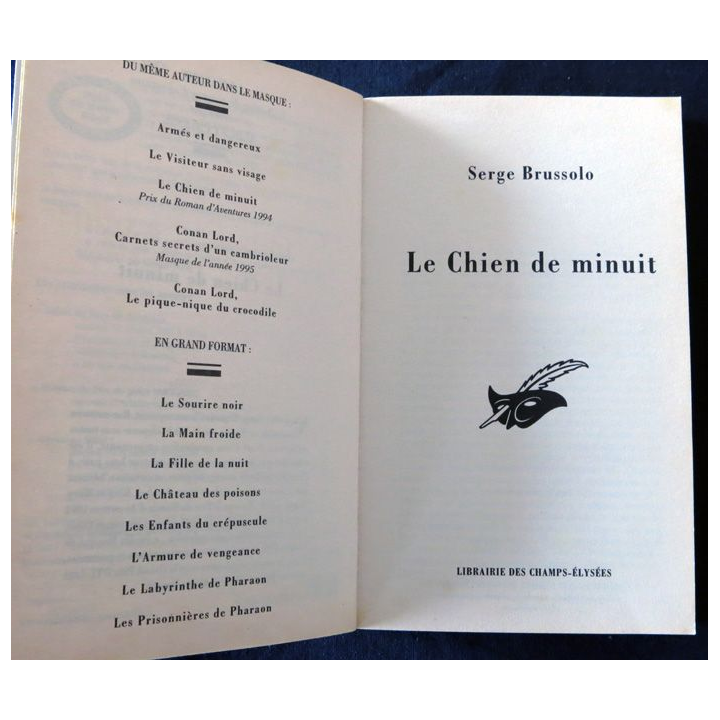 DU MÊME AUTEUR DANS LE MASQUE :
Armés et dangereux
Le Visiteur sans visage
Le Chien de minuit
Prix du Roman d'Aventures 1994
Conan Lord,
Carnets secrets d'un cambrioleur
Masque de l'année 1995
Conan Lord,
Le pique-nique du crocodile
EN GRAND FORMAT :
Le Sourire noir
La Main froide
La Fille de la nuit
Le Château des poisons
Les Enfants du crépuscule
L'Armure de vengeance
Le Labyrinthe de Pharaon
Les Prisonnières de Pharaon
Serge Brussolo
Le Chien de minuit
LIBRAIRIE DES CHAMPS-ÉLYSÉES